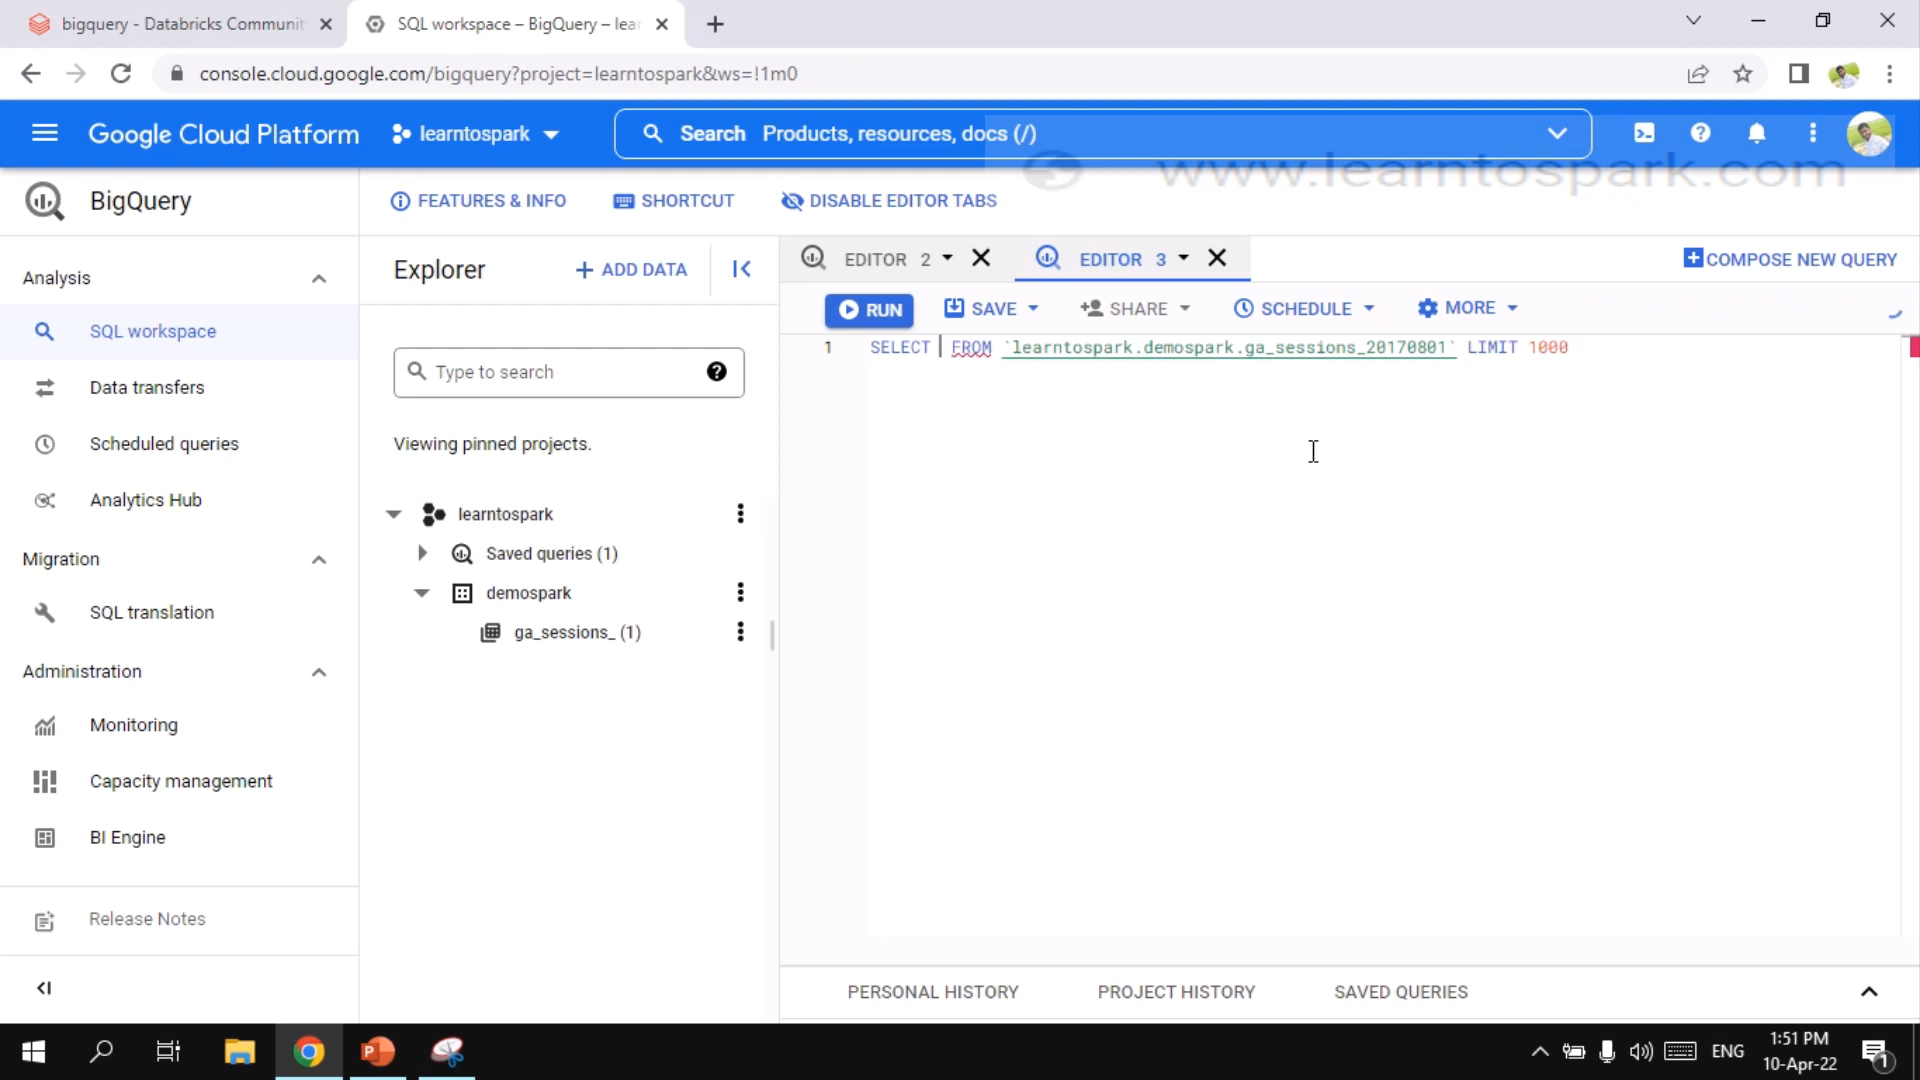 bigquery - Databricks Communit
SQL workspace – BigQuery – lear
console.cloud.google.com/bigquery?project=learntospark&ws=!1m0
Google Cloud Platform
learntospark
Search Products, resources, docs (/)
www.learntospark.com
BigQuery
FEATURES & INFO
SHORTCUT
DISABLE EDITOR TABS
Analysis
SQL workspace
Data transfers
Scheduled queries
Analytics Hub
Migration
SQL translation
Administration
Monitoring
Capacity management
BI Engine
Release Notes
Explorer
ADD DATA
Type to search
Viewing pinned projects.
learntospark
Saved queries (1)
demospark
ga_sessions_ (1)
EDITOR 2
EDITOR 3
COMPOSE NEW QUERY
RUN
SAVE
SHARE
SCHEDULE
MORE
1 SELECT FROM `learntospark.demospark.ga_sessions_20170801` LIMIT 1000
PERSONAL HISTORY
PROJECT HISTORY
SAVED QUERIES
ENG
1:51 PM
10-Apr-22
1